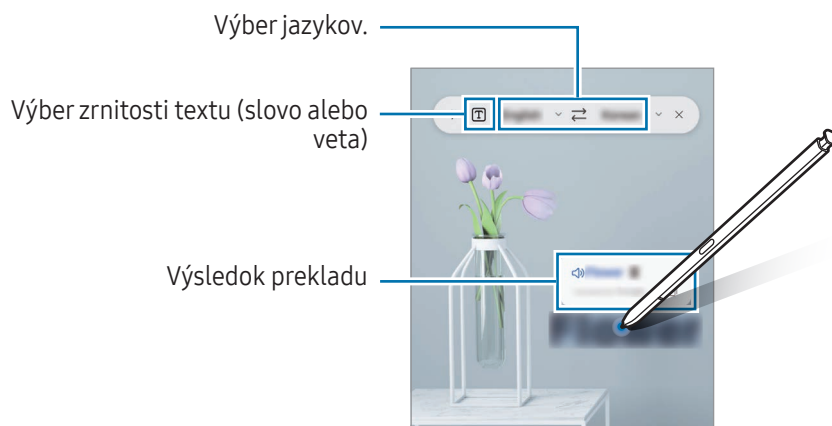 Výber jazykov.
Výber zrnitosti textu (slovo alebo
veta)
T
Výsledok prekladu